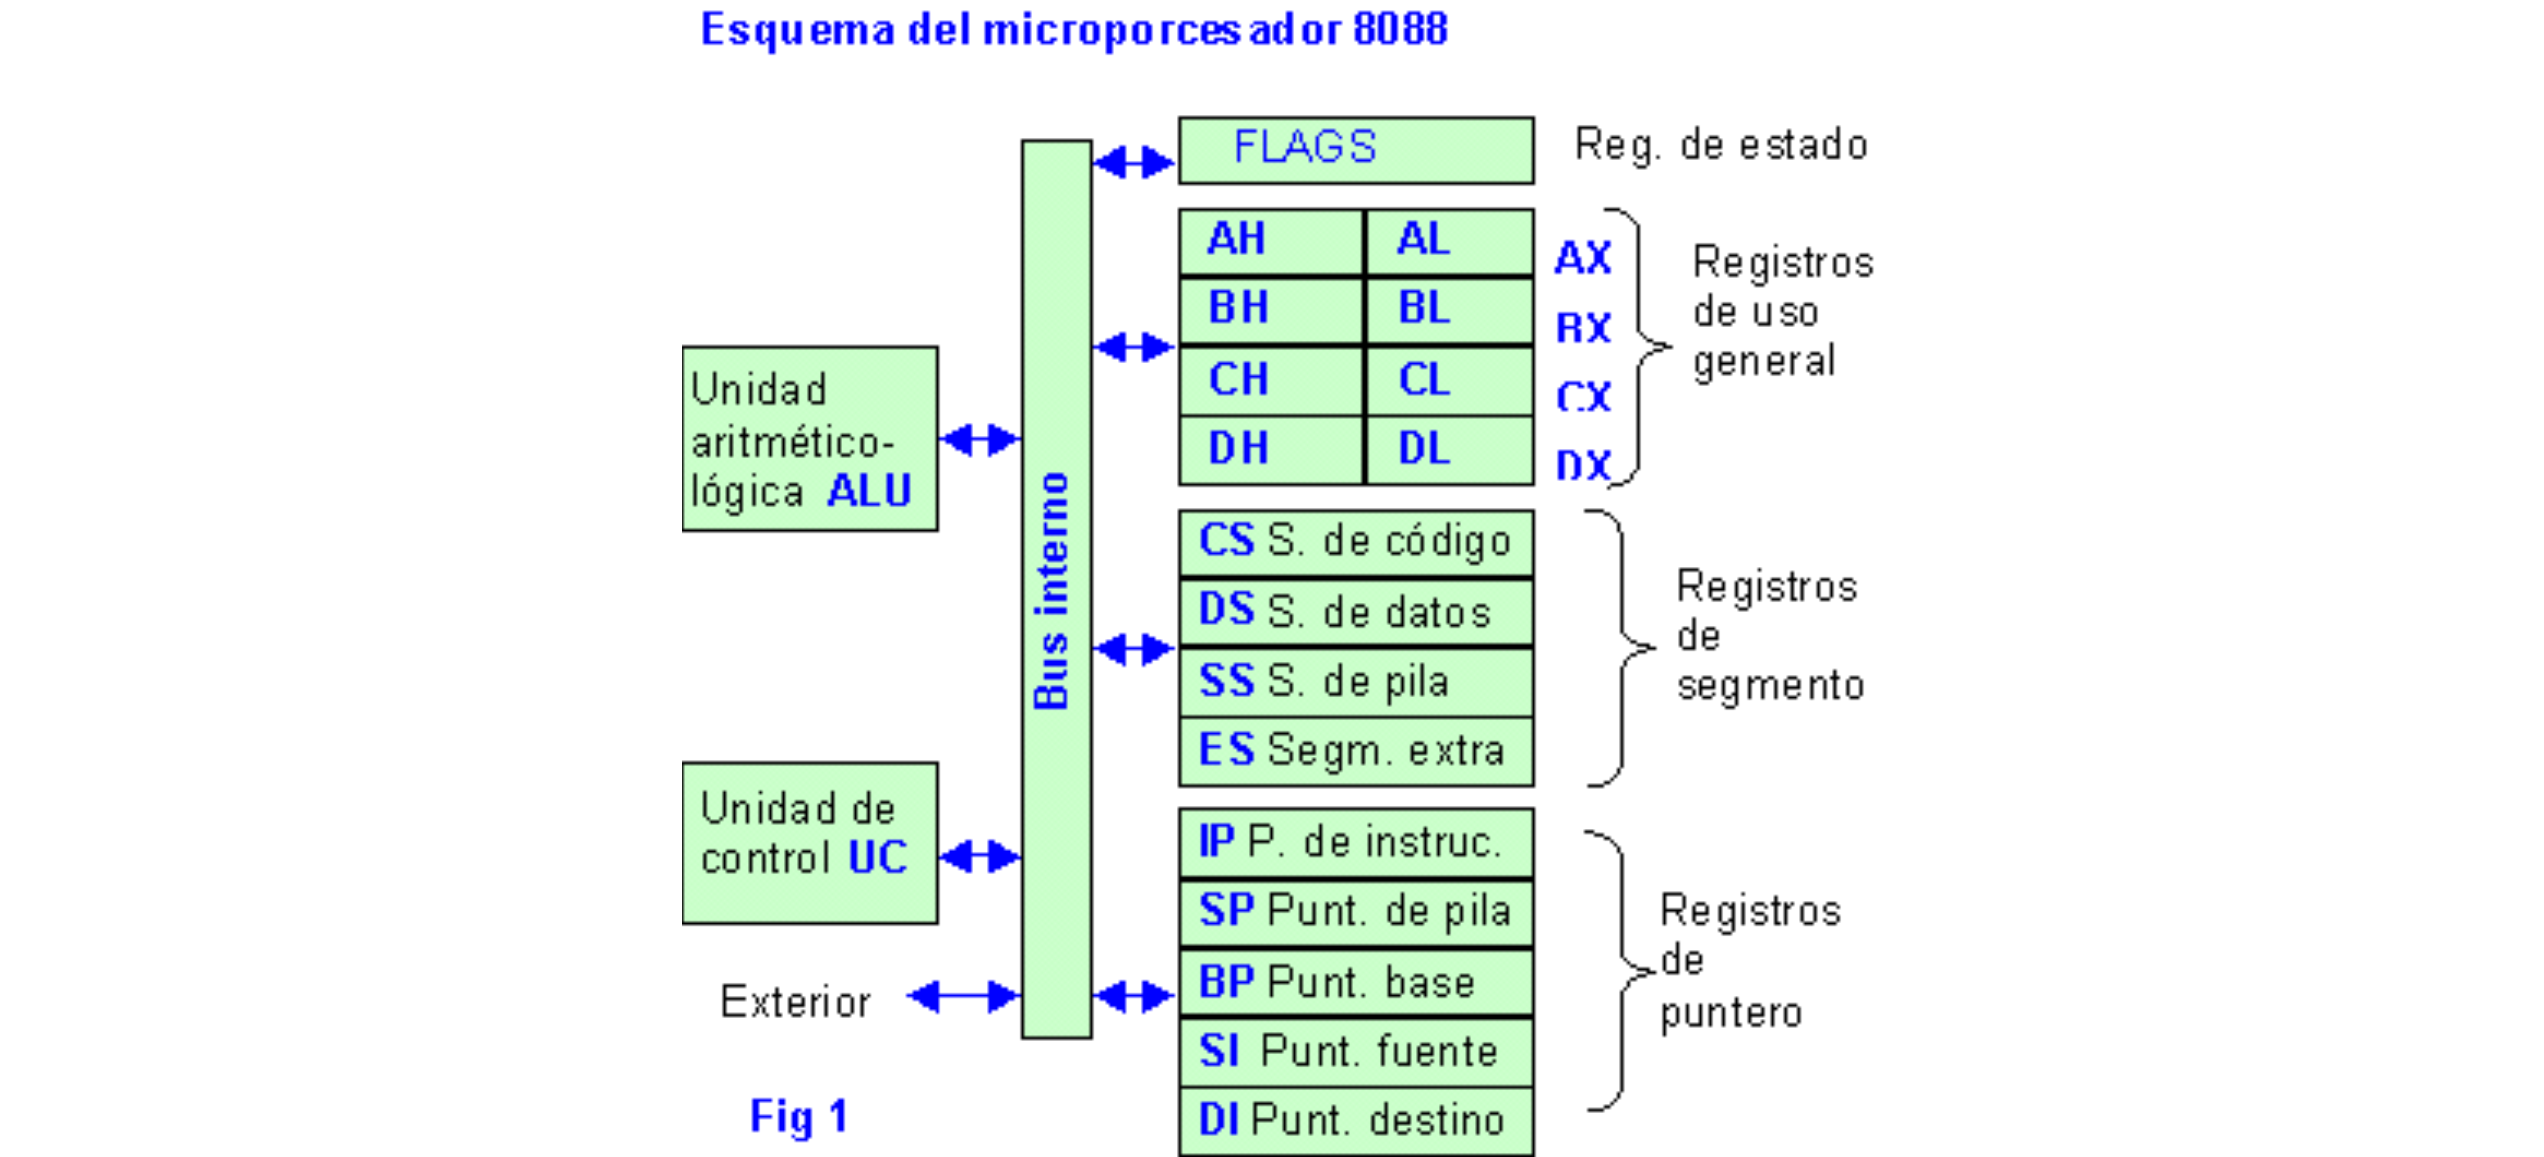 Esquema del microporcesador 8088
FLAGS
Reg. de estado
AH AL AX
BH BL BX
CH CL CX
DH DL DX
Registros
de uso
general
Unidad
aritmético-
lógica ALU
Bus interno
CS S. de código
DS S. de datos
SS S. de pila
ES Segm. extra
Registros
de
segmento
Unidad de
control UC
Exterior
IP P. de instruc.
SP Punt. de pila
BP Punt. base
SI Punt. fuente
DI Punt. destino
Registros
de
puntero
Fig 1